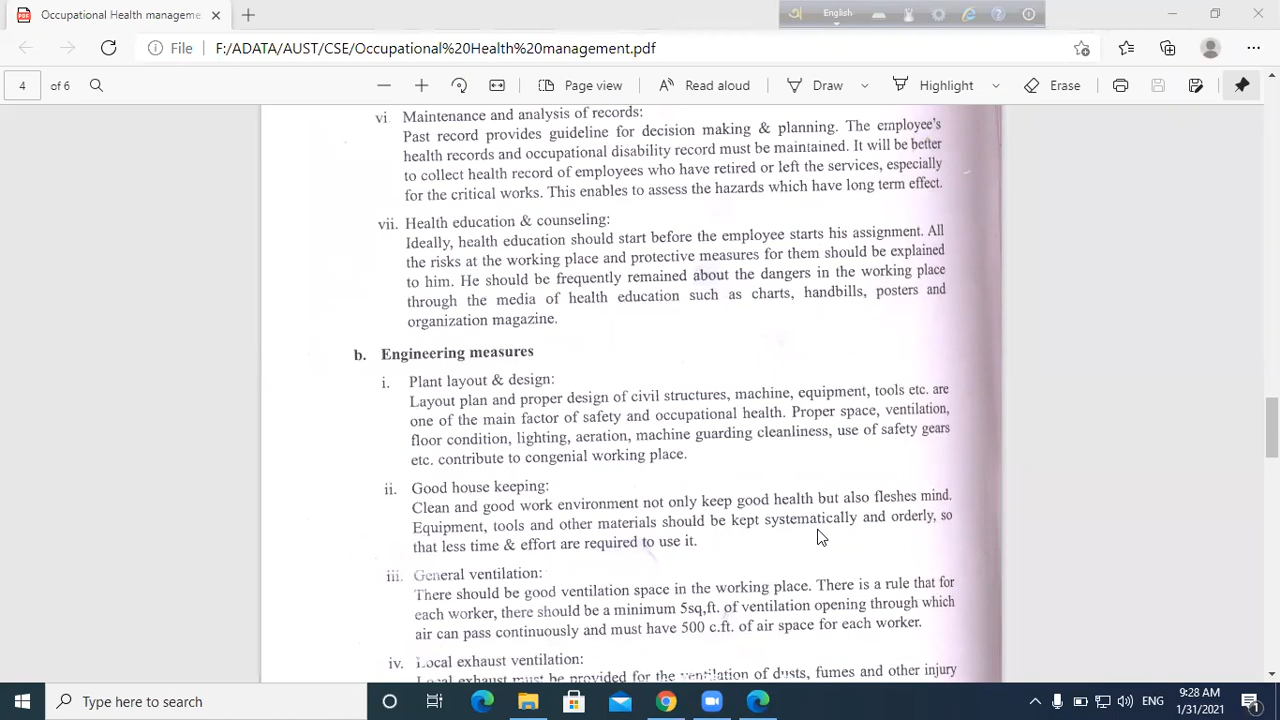 Occupational Health manageme
English
File
F:/ADATA/AUST/CSE/Occupational%20Health%20management.pdf
4 of 6
Page view
Read aloud
Draw
Highlight
Erase
vi. Maintenance and analysis of records:
Past record provides guideline for decision making & planning. The employee's
health records and occupational disability record must be maintained. It will be better
to collect health record of employees who have retired or left the services, especially
for the critical works. This enables to assess the hazards which have long term effect.
vii. Health education & counseling:
Ideally, health education should start before the employee starts his assignment. All
the risks at the working place and protective measures for them should be explained
to him. He should be frequently remained about the dangers in the working place
through the media of health education such as charts, handbills, posters and
organization magazine.
b. Engineering measures
i. Plant layout & design:
Layout plan and proper design of civil structures, machine, equipment, tools etc. are
one of the main factor of safety and occupational health. Proper space, ventilation,
floor condition, lighting, aeration, machine guarding cleanliness, use of safety gears
etc. contribute to congenial working place.
ii. Good house keeping:
Clean and good work environment not only keep good health but also fleshes mind.
Equipment, tools and other materials should be kept systematically and orderly, so
that less time & effort are required to use it.
iii. General ventilation:
There should be good ventilation space in the working place. There is a rule that for
each worker, there should be a minimum 5sq,ft. of ventilation opening through which
air can pass continuously and must have 500 c.ft. of air space for each worker.
iv. Local exhaust ventilation:
Local exhaust must be provided for the ventilation of dusts, fumes and other injury
Type here to search
ENG
9:28 AM
1/31/2021